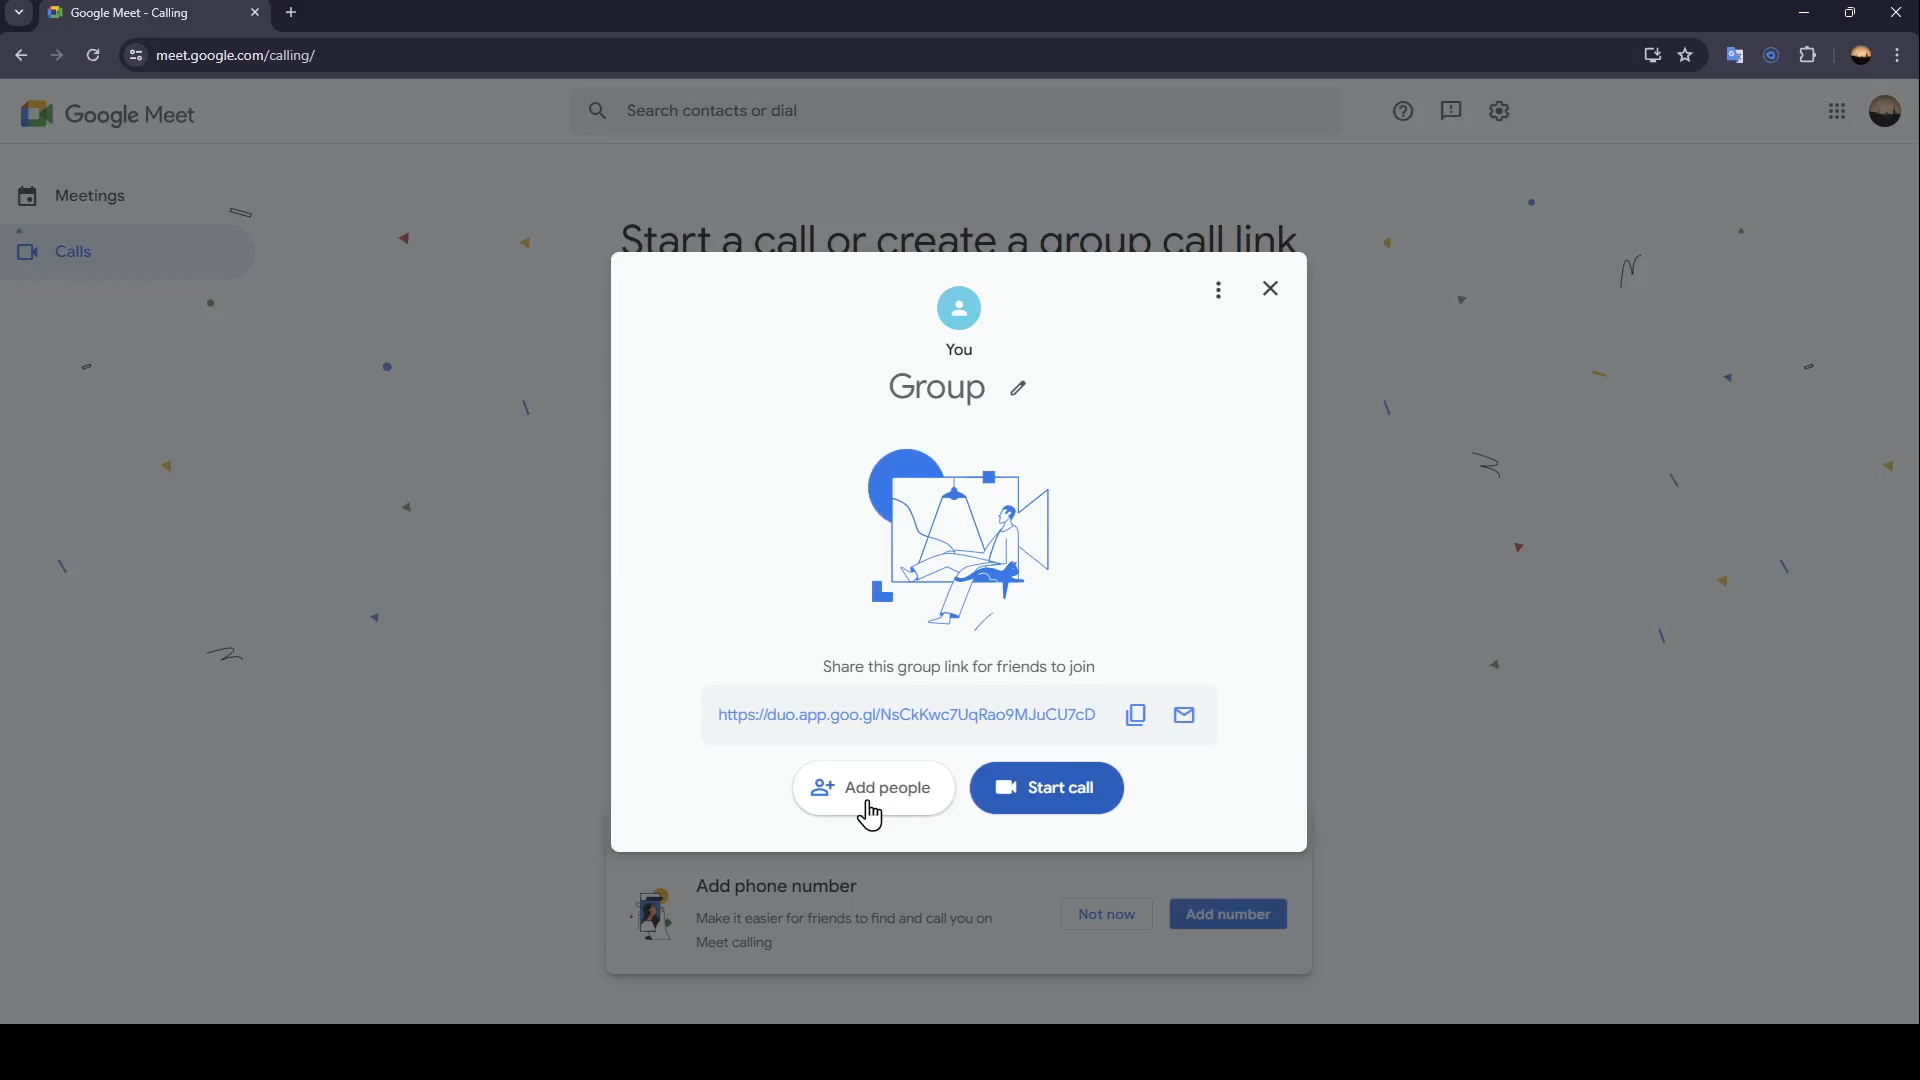 Google Meet - Calling
meet.google.com/calling/
Google Meet
Search contacts or dial
Meetings
Calls
Start a call or create a group call link
You
Group
Share this group link for friends to join
https://duo.app.goo.gl/NsCkKwc7UqRao9MJuCU7cD
Add people
Start call
Add phone number
Make it easier for friends to find and call you on
Meet calling
Not now
Add number